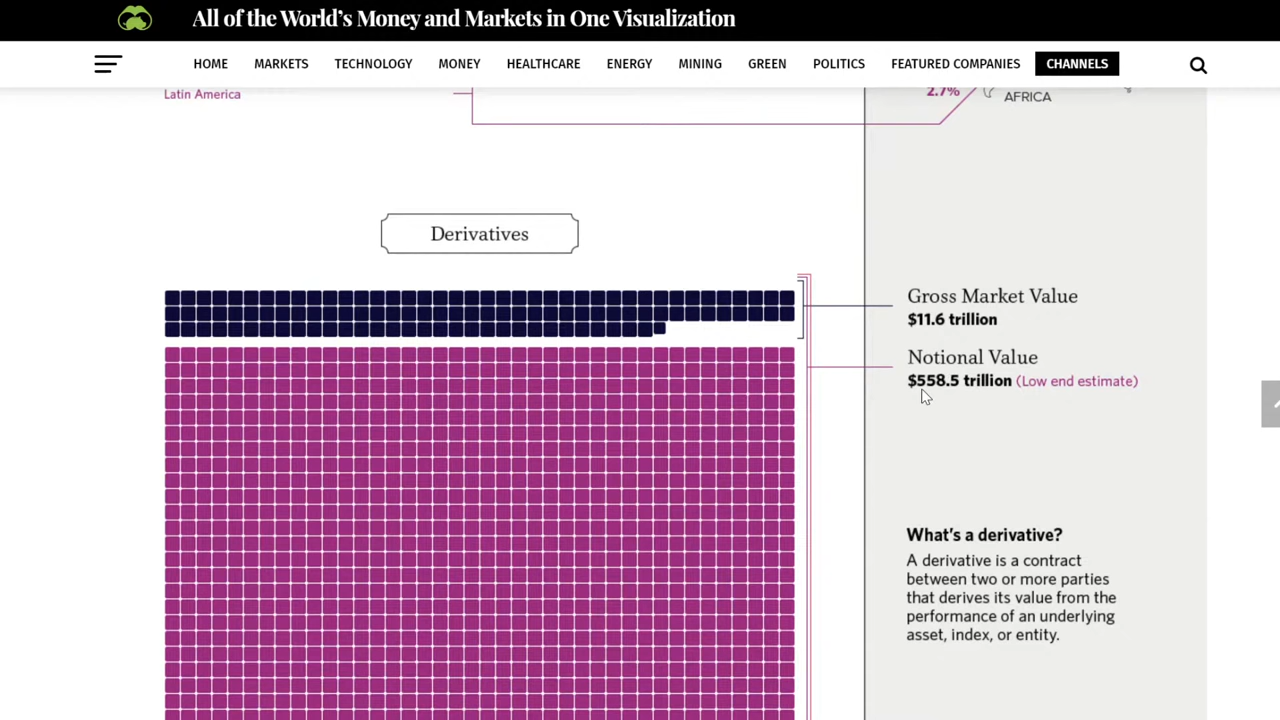 All of the World's Money and Markets in One Visualization
HOME MARKETS TECHNOLOGY MONEY HEALTHCARE ENERGY MINING GREEN POLITICS FEATURED COMPANIES CHANNELS
Latin America
2.7%
AFRICA
Derivatives
Gross Market Value
$11.6 trillion
Notional Value
$558.5 trillion (Low end estimate)
What's a derivative?
A derivative is a contract
between two or more parties
that derives its value from the
performance of an underlying
asset, index, or entity.